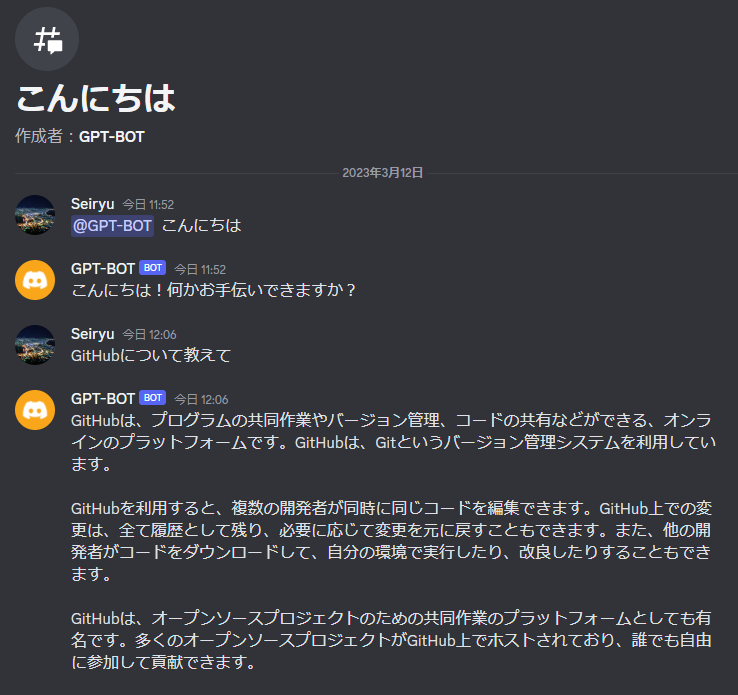 こんにちは
作成者：GPT-BOT
2023年3月12日
Seiryu 今日 11:52
@GPT-BOT こんにちは
GPT-BOT BOT 今日 11:52
こんにちは！何かお手伝いできますか？
Seiryu 今日 12:06
GitHubについて教えて
GPT-BOT BOT 今日 12:06
GitHubは、プログラムの共同作業やバージョン管理、コードの共有などができる、オンラ
インのプラットフォームです。GitHubは、Gitというバージョン管理システムを利用してい
ます。
GitHubを利用すると、複数の開発者が同時に同じコードを編集できます。GitHub上での変
更は、全て履歴として残り、必要に応じて変更を元に戻すこともできます。また、他の開
発者がコードをダウンロードして、自分の環境で実行したり、改良したりすることもでき
ます。
GitHubは、オープンソースプロジェクトのための共同作業のプラットフォームとしても有
名です。多くのオープンソースプロジェクトがGitHub上でホストされており、誰でも自由
に参加して貢献できます。